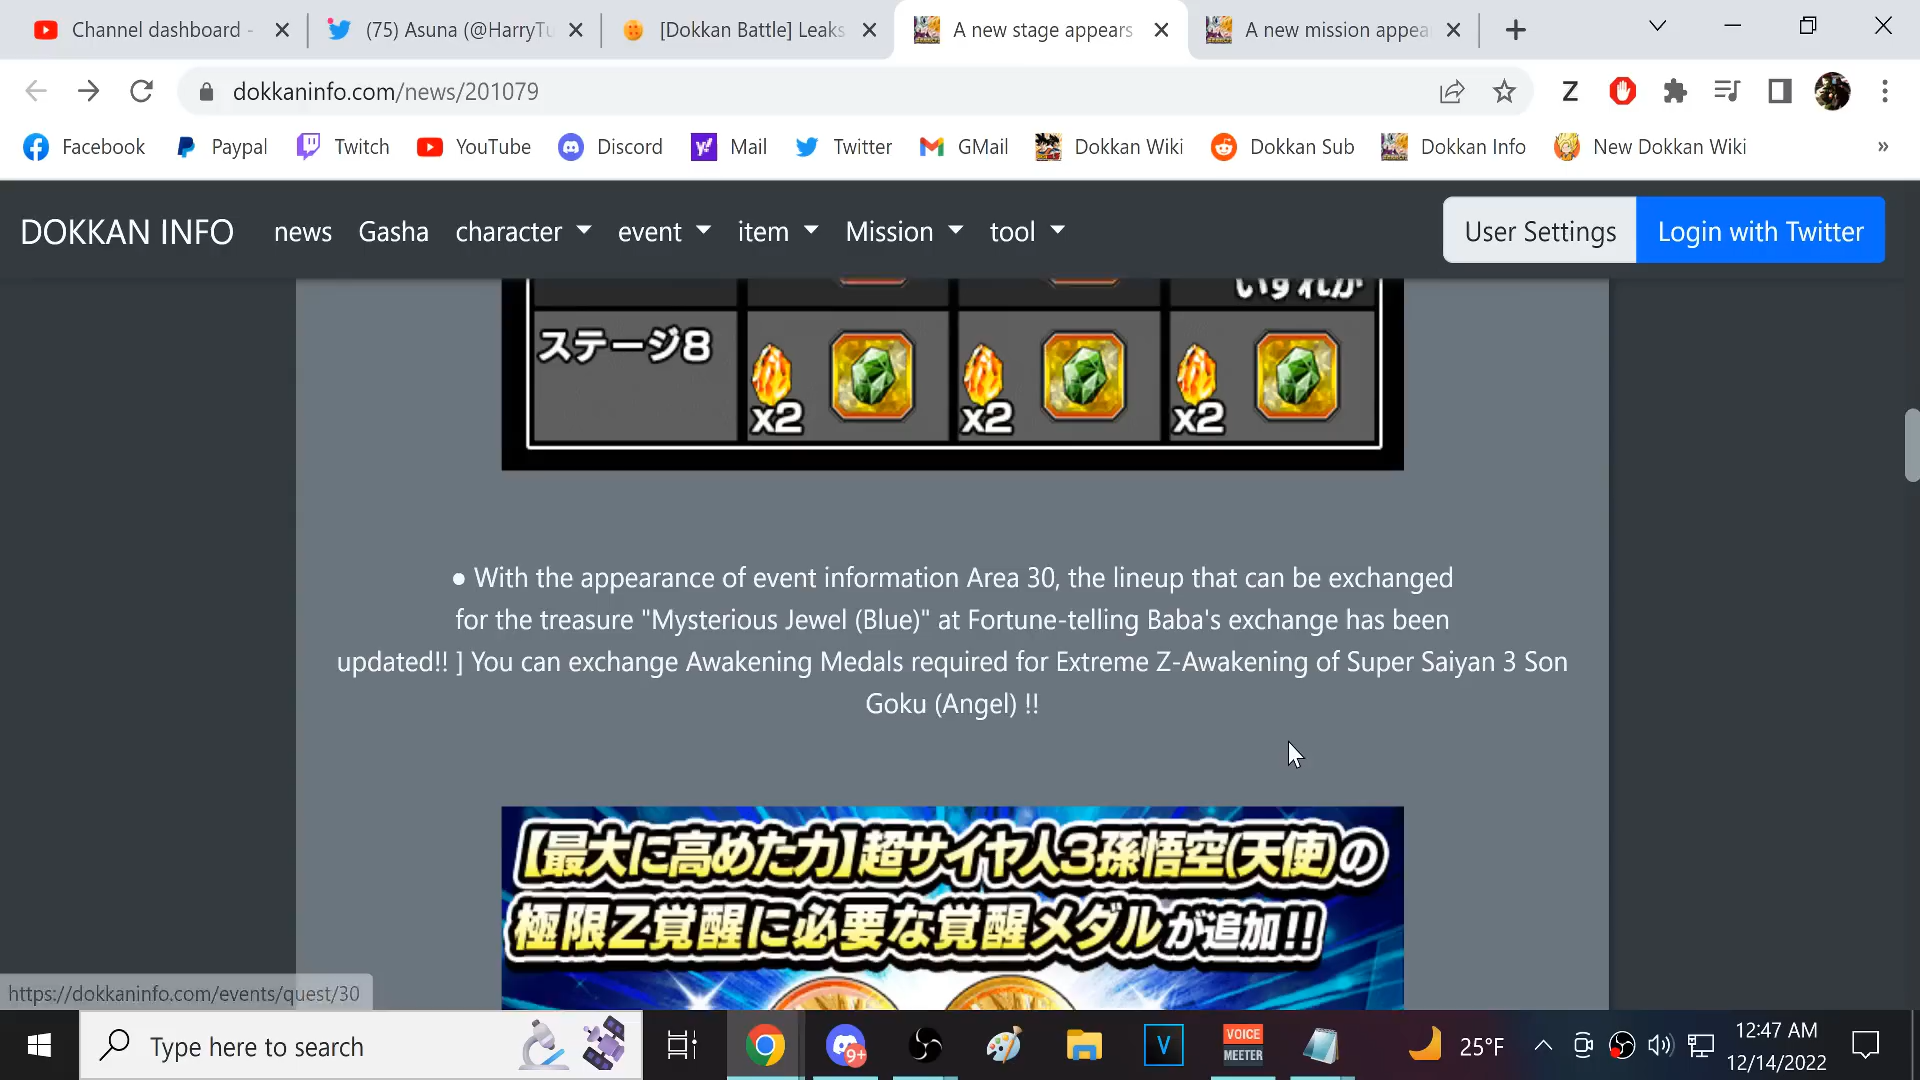 Channel dashboard -
(75) Asuna (@HarryTu
[Dokkan Battle] Leaks
A new stage appears
A new mission appea
dokkaninfo.com/news/201079
Z
Facebook
Paypal
Twitch
YouTube
Discord
y!
Mail
Twitter
GMail
Dokkan Wiki
Dokkan Sub
Dokkan Info
New Dokkan Wiki
»
DOKKAN INFO
news
Gasha
character
event
item
Mission
tool
User Settings
Login with Twitter
いずれか
ステージ8
x2
x2
x2
● With the appearance of event information Area 30, the lineup that can be exchanged
for the treasure "Mysterious Jewel (Blue)" at Fortune-telling Baba's exchange has been
updated!! ] You can exchange Awakening Medals required for Extreme Z-Awakening of Super Saiyan 3 Son
Goku (Angel) !!
【最大に高めた力】超サイヤ人3孫悟空(天使)の
極限Z覚醒に必要な覚醒メダルが追加!!
https://dokkaninfo.com/events/quest/30
Type here to search
9+
V
VOICE
MEETER
25°F
12:47 AM
12/14/2022